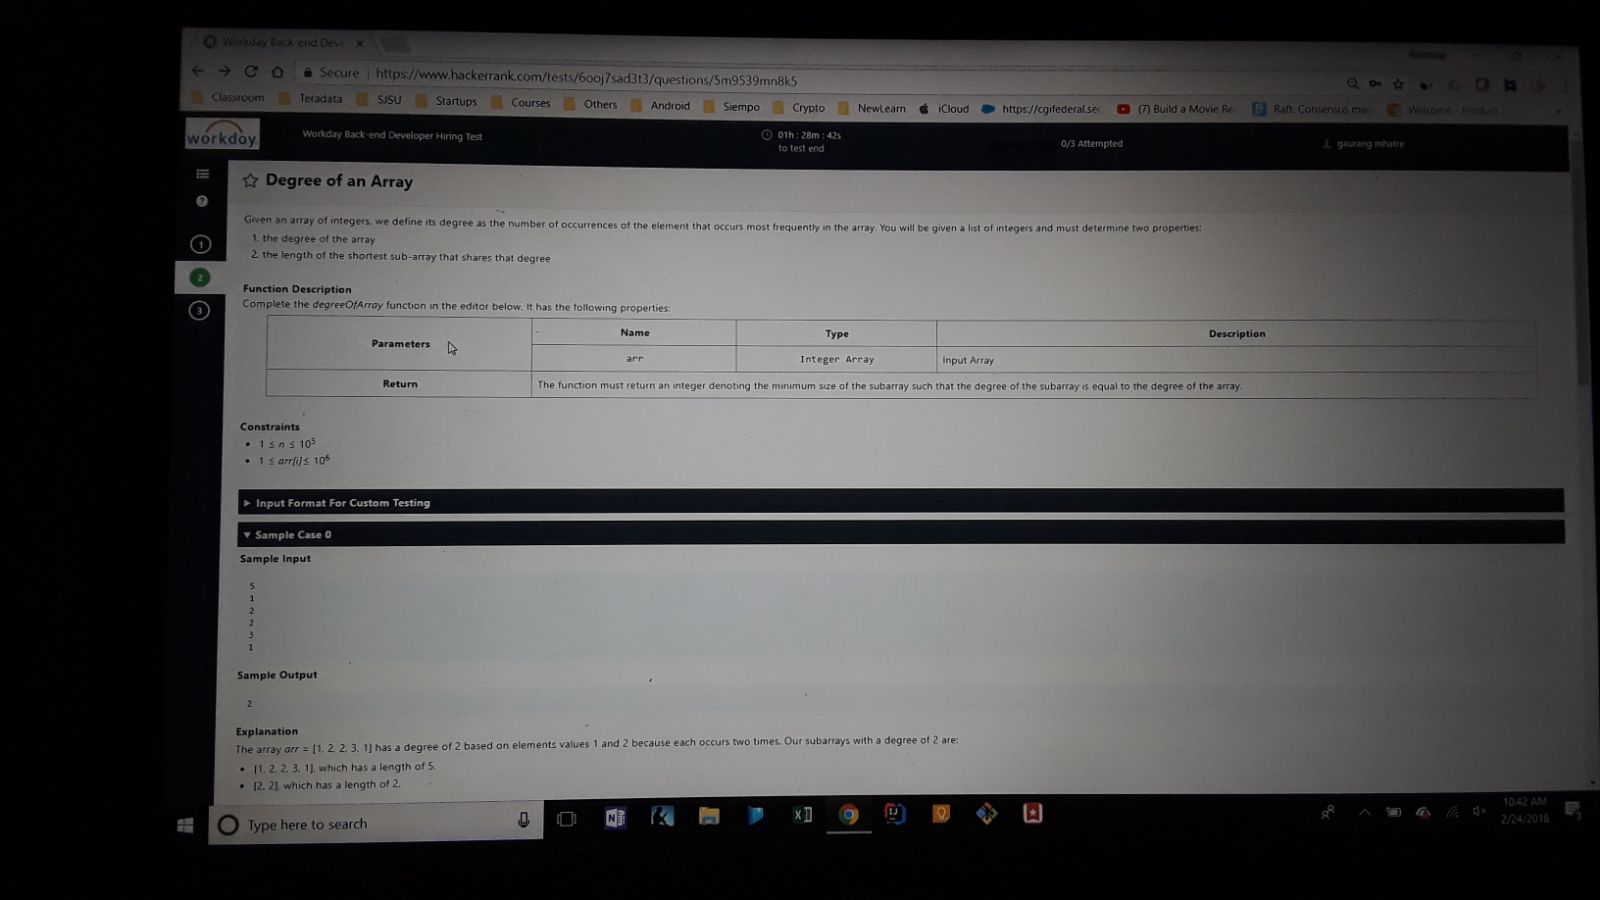 Workday Back-end Deve
Secure | https://www.hackerrank.com/tests/6ooj7sad3t3/questions/5m9539mn8k5
Classroom Teradata SJSU Startups Courses Others Android Siempo Crypto NewLearn iCloud https://cgifederal.sec (7) Build a Movie Re Raft: Consensus mac Welcome - Product
workday Workday Back-end Developer Hiring Test 01h : 28m : 42s
to test end
0/3 Attempted gaurang mhatre
Degree of an Array
Given an array of integers, we define its degree as the number of occurrences of the element that occurs most frequently in the array. You will be given a list of integers and must determine two properties:
1. the degree of the array
2. the length of the shortest sub-array that shares that degree
1
2
3
Function Description
Complete the degreeOfArray function in the editor below. It has the following properties:
Parameters Name Type Description
arr Integer Array Input Array
Return The function must return an integer denoting the minimum size of the subarray such that the degree of the subarray is equal to the degree of the array.
Constraints
• 1 ≤ n ≤ 10⁵
• 1 ≤ arr[i] ≤ 10⁶
Input Format For Custom Testing
Sample Case 0
Sample Input
5
1
2
2
3
1
Sample Output
2
Explanation
The array arr = [1, 2, 2, 3, 1] has a degree of 2 based on elements values 1 and 2 because each occurs two times. Our subarrays with a degree of 2 are:
• [1, 2, 2, 3, 1], which has a length of 5.
• [2, 2], which has a length of 2.
Type here to search
10:42 AM
2/24/2018